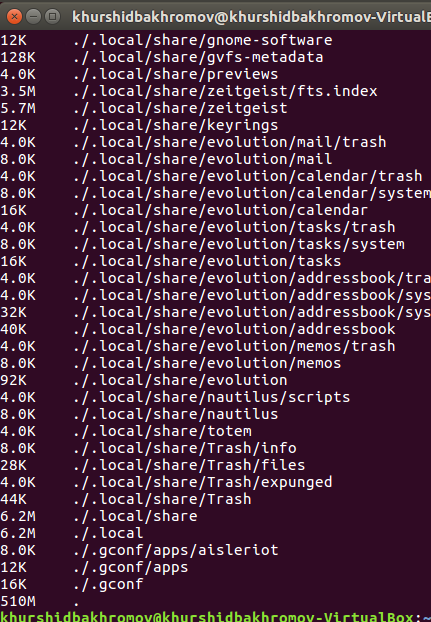 khurshidbakhromov@khurshidbakhromov-VirtualB
12K ./.local/share/gnome-software
128K ./.local/share/gvfs-metadata
4.0K ./.local/share/previews
3.5M ./.local/share/zeitgeist/fts.index
5.7M ./.local/share/zeitgeist
12K ./.local/share/keyrings
4.0K ./.local/share/evolution/mail/trash
8.0K ./.local/share/evolution/mail
4.0K ./.local/share/evolution/calendar/trash
8.0K ./.local/share/evolution/calendar/system
16K ./.local/share/evolution/calendar
4.0K ./.local/share/evolution/tasks/trash
8.0K ./.local/share/evolution/tasks/system
16K ./.local/share/evolution/tasks
4.0K ./.local/share/evolution/addressbook/tra
4.0K ./.local/share/evolution/addressbook/sys
32K ./.local/share/evolution/addressbook/sys
40K ./.local/share/evolution/addressbook
4.0K ./.local/share/evolution/memos/trash
8.0K ./.local/share/evolution/memos
92K ./.local/share/evolution
4.0K ./.local/share/nautilus/scripts
8.0K ./.local/share/nautilus
4.0K ./.local/share/totem
8.0K ./.local/share/Trash/info
28K ./.local/share/Trash/files
4.0K ./.local/share/Trash/expunged
44K ./.local/share/Trash
6.2M ./.local/share
6.2M ./.local
8.0K ./.gconf/apps/aisleriot
12K ./.gconf/apps
16K ./.gconf
510M .
khurshidbakhromov@khurshidbakhromov-VirtualBox:~